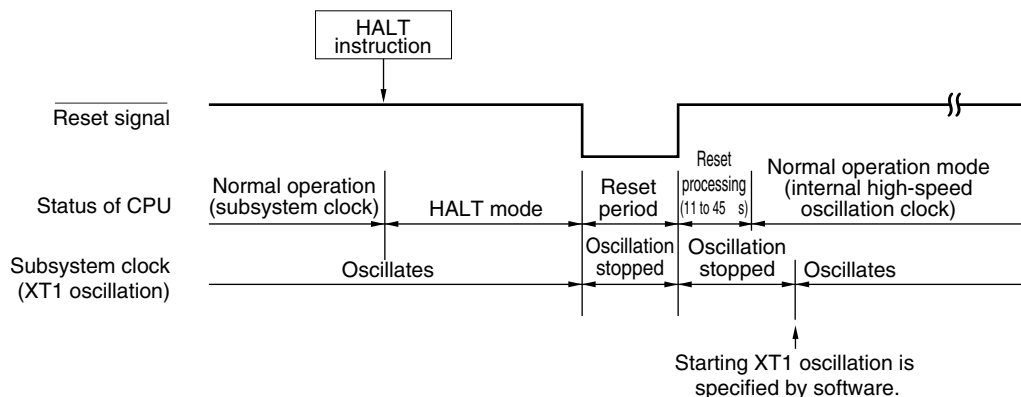 HALT
instruction
Reset signal
Status of CPU
Normal operation
(subsystem clock)
HALT mode
Reset
period
Reset
processing
(11 to 45 s)
Normal operation mode
(internal high-speed
oscillation clock)
Subsystem clock
(XT1 oscillation)
Oscillates
Oscillation
stopped
Oscillation
stopped
Oscillates
Starting XT1 oscillation is
specified by software.